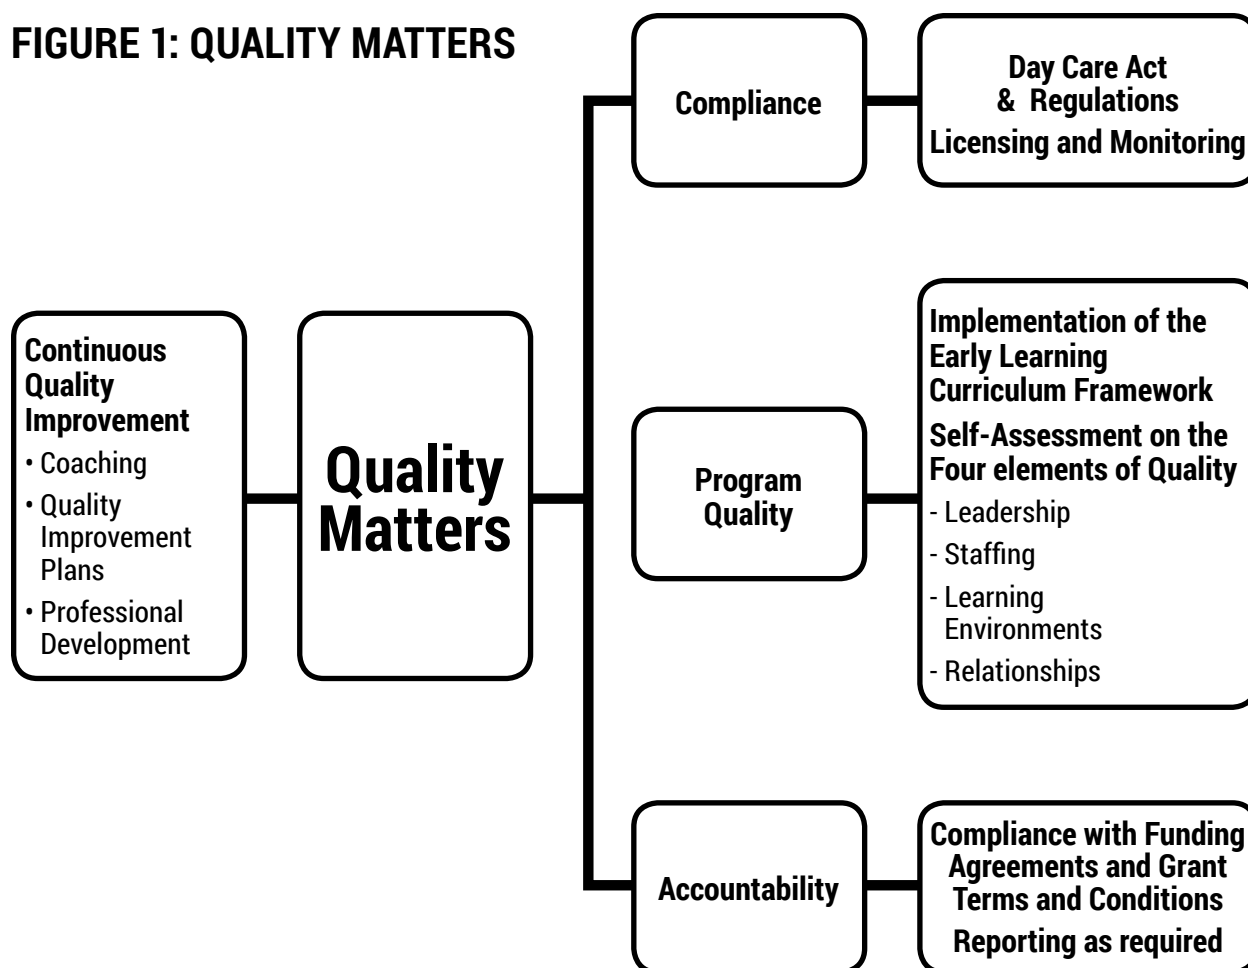 FIGURE 1: QUALITY MATTERS
Continuous
Quality
Improvement
• Coaching
• Quality
Improvement
Plans
• Professional
Development
Quality
Matters
Compliance
Day Care Act
& Regulations
Licensing and Monitoring
Program
Quality
Implementation of the
Early Learning
Curriculum Framework
Self-Assessment on the
Four elements of Quality
- Leadership
- Staffing
- Learning
Environments
- Relationships
Accountability
Compliance with Funding
Agreements and Grant
Terms and Conditions
Reporting as required